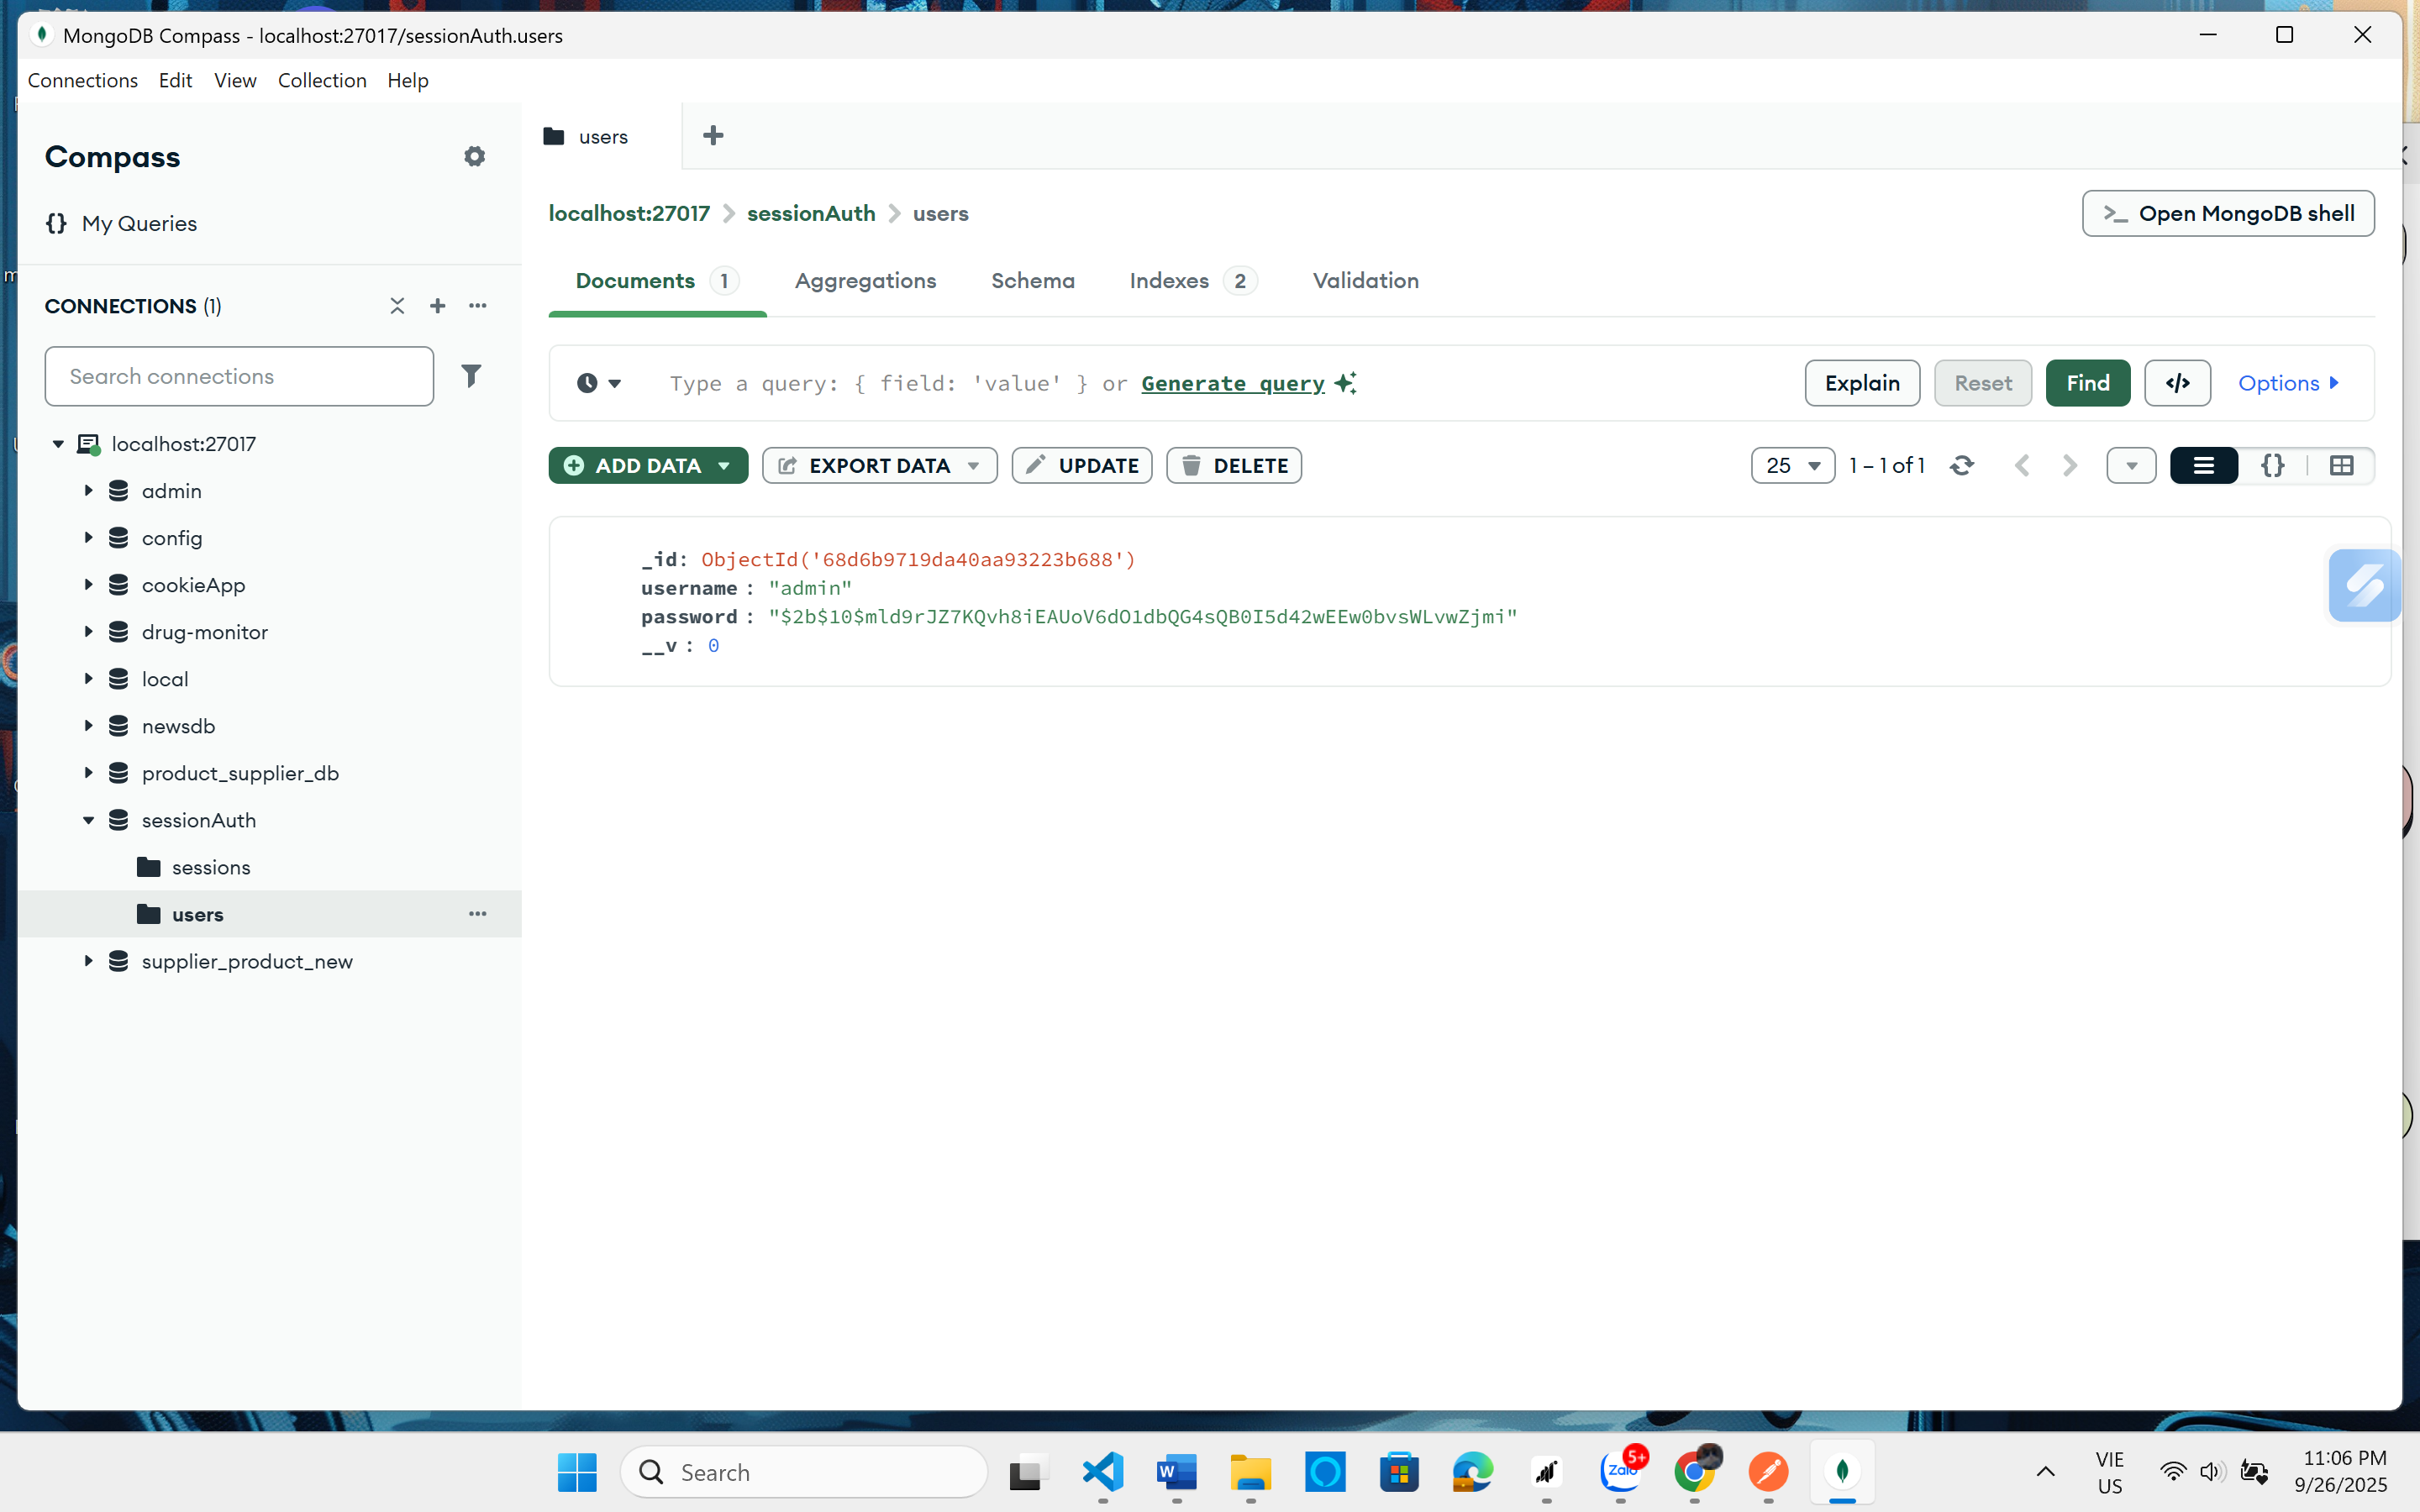 MongoDB Compass - localhost:27017/sessionAuth.users
Connections Edit View Collection Help
Compass
{} My Queries
CONNECTIONS (1)
Search connections
localhost:27017
admin
config
cookieApp
drug-monitor
local
newsdb
product_supplier_db
sessionAuth
sessions
users
supplier_product_new
users
localhost:27017 > sessionAuth > users
>_ Open MongoDB shell
Documents 1 Aggregations Schema Indexes 2 Validation
Type a query: { field: 'value' } or Generate query
Explain Reset Find </> Options
ADD DATA EXPORT DATA UPDATE DELETE
25 1 – 1 of 1 {}
_id: ObjectId('68d6b9719da40aa93223b688')
username : "admin"
password : "$2b$10$mld9rJZ7KQvh8iEAUoV6dO1dbQG4sQB0I5d42wEEw0bvsWLvwZjmi"
__v : 0
Search
W
Zalo 5+
VIE
US
11:06 PM
9/26/2025